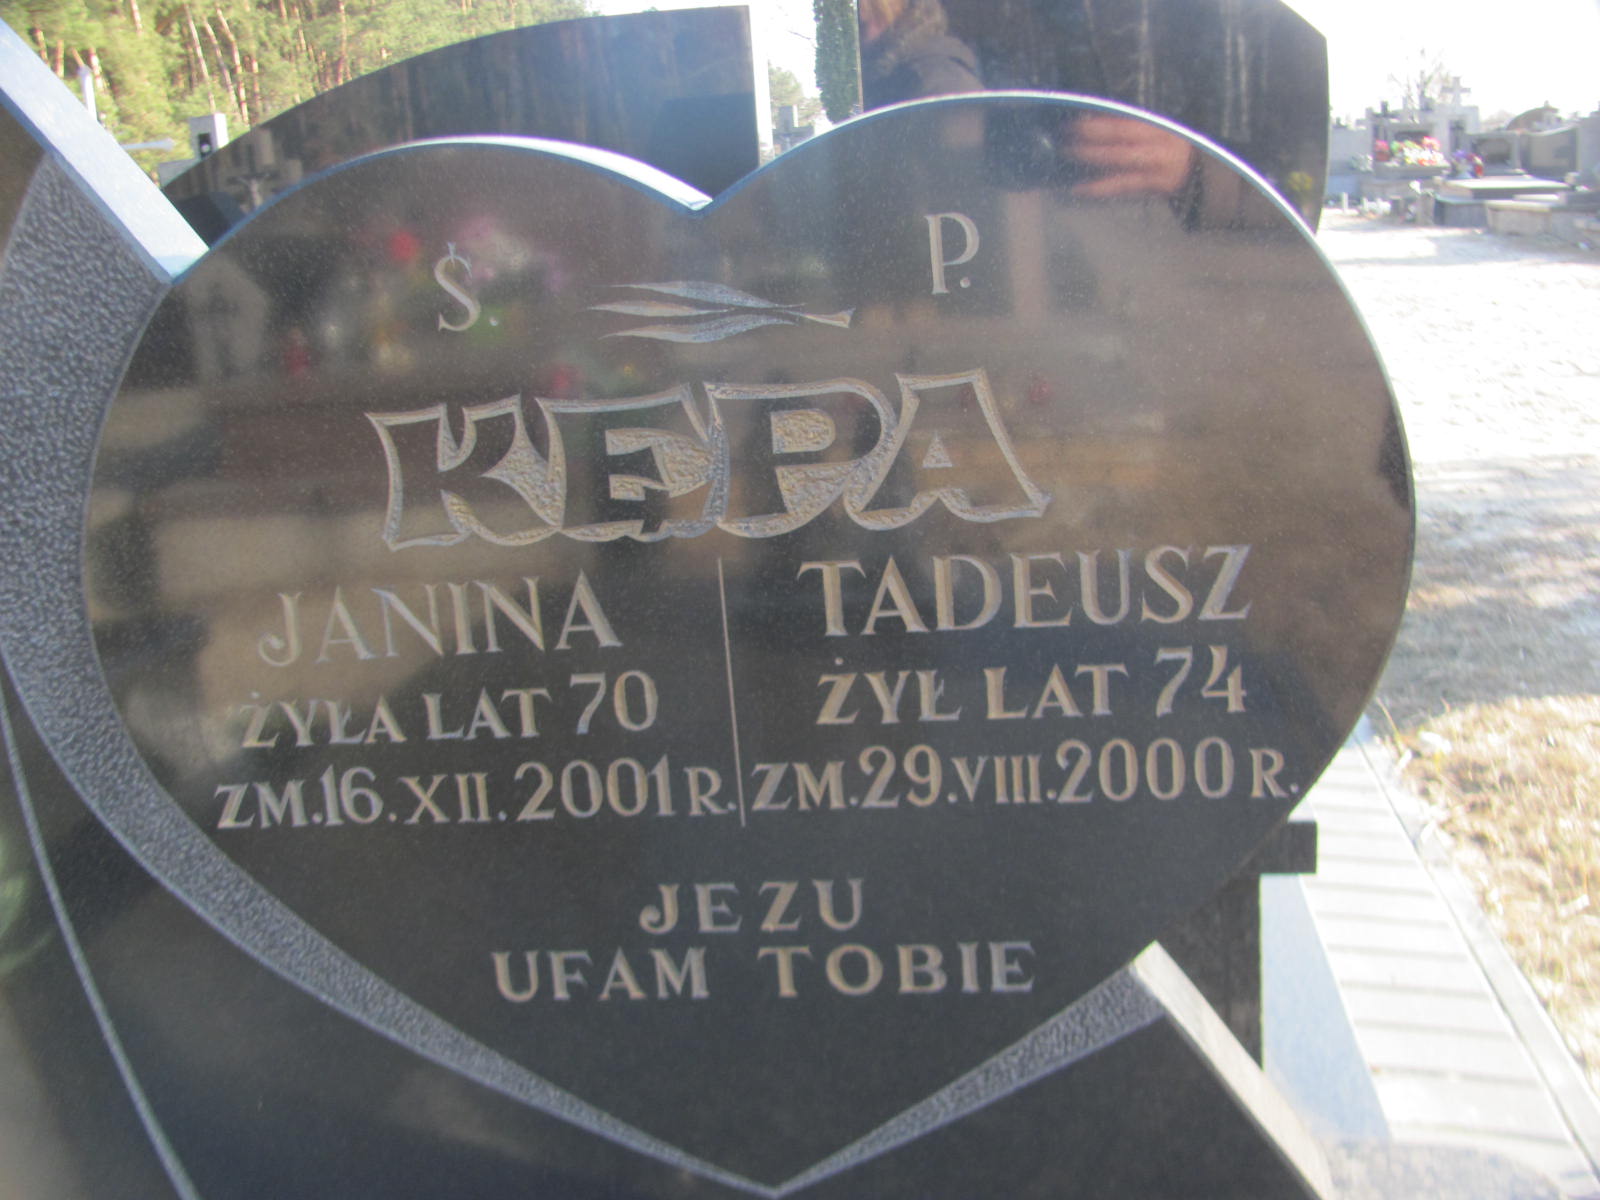 Ś. P.
KĘPA
JANINA
ŻYŁA LAT 70
ZM.16.XII.2001 R.
TADEUSZ
ŻYŁ LAT 74
ZM.29.VIII.2000 R.
JEZU
UFAM TOBIE